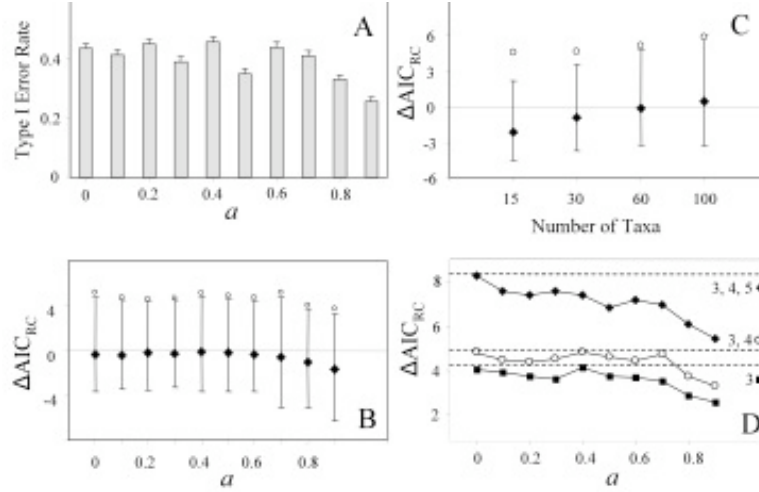 A
Type I Error Rate
0.4
0.2
0
0 0.2 0.4 0.6 0.8
a
C
ΔAIC_RC
6
3
0
-3
-6
15 30 60 100
Number of Taxa
B
ΔAIC_RC
4
0
-4
0 0.2 0.4 0.6 0.8
a
D
ΔAIC_RC
8
6
4
2
3, 4, 5
3, 4
3
0 0.2 0.4 0.6 0.8
a